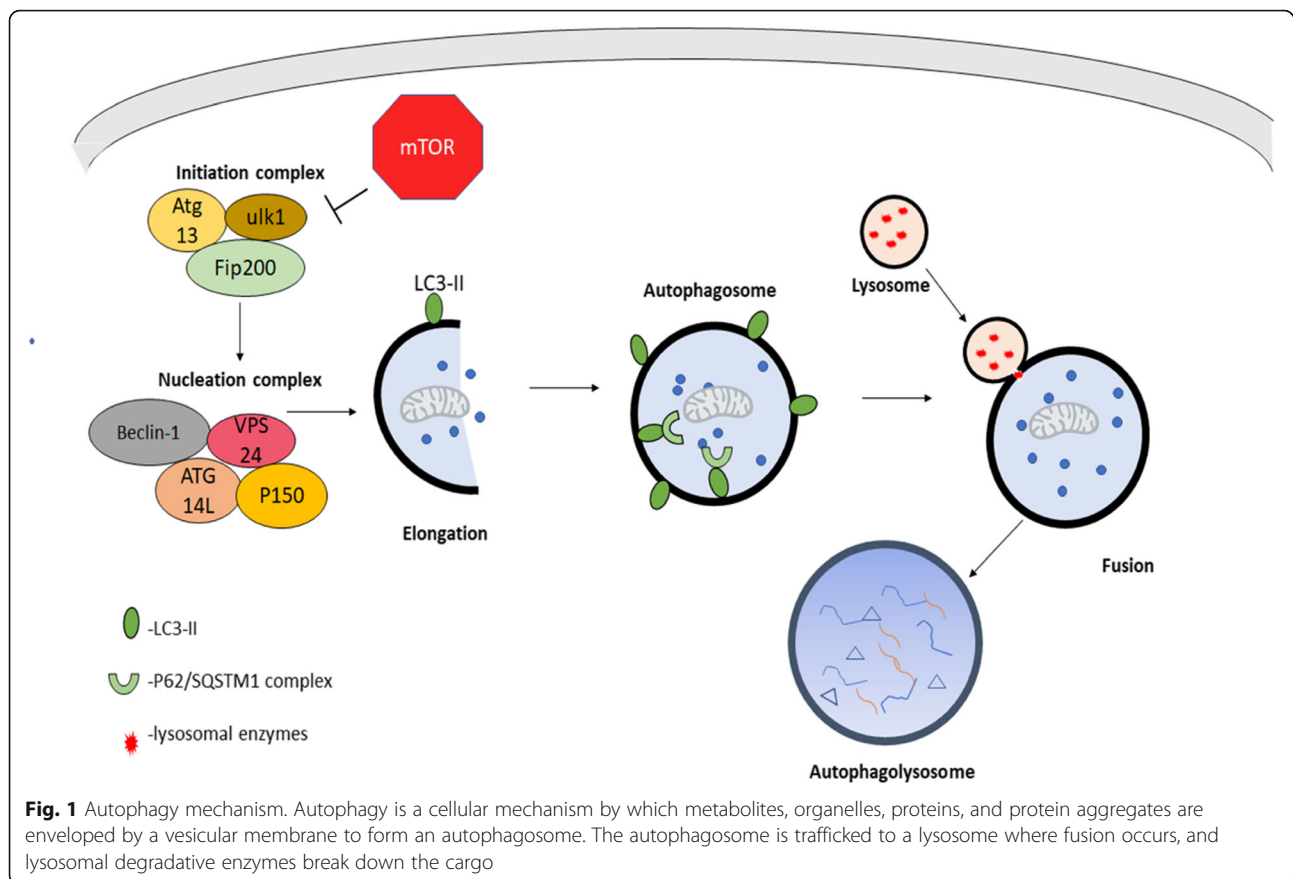 mTOR
Initiation complex
Atg
13
ulk1
Fip200
Nucleation complex
Beclin-1
VPS
24
ATG
14L
P150
LC3-II
Elongation
Autophagosome
Lysosome
Fusion
Autophagolysosome
-LC3-II
-P62/SQSTM1 complex
-lysosomal enzymes
Fig. 1 Autophagy mechanism. Autophagy is a cellular mechanism by which metabolites, organelles, proteins, and protein aggregates are
enveloped by a vesicular membrane to form an autophagosome. The autophagosome is trafficked to a lysosome where fusion occurs, and
lysosomal degradative enzymes break down the cargo